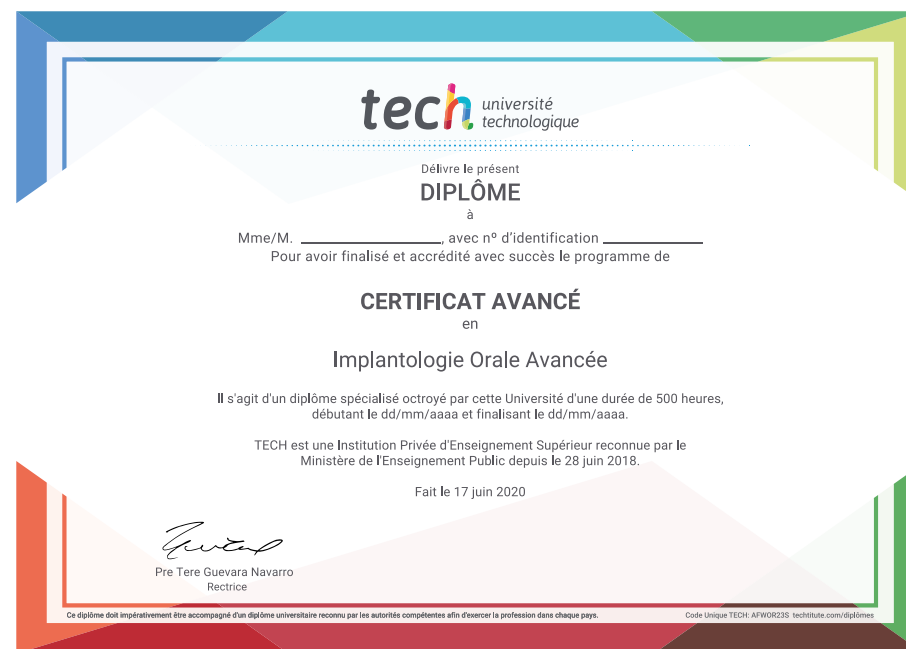 tech université
technologique
Délivre le présent
DIPLÔME
à
Mme/M. ____________________, avec nº d'identification ______________
Pour avoir finalisé et accrédité avec succès le programme de
CERTIFICAT AVANCÉ
en
Implantologie Orale Avancée
Il s'agit d'un diplôme spécialisé octroyé par cette Université d'une durée de 500 heures,
débutant le dd/mm/aaaa et finalisant le dd/mm/aaaa.
TECH est une Institution Privée d'Enseignement Supérieur reconnue par le
Ministère de l'Enseignement Public depuis le 28 juin 2018.
Fait le 17 juin 2020
Pre Tere Guevara Navarro
Rectrice
Ce diplôme doit impérativement être accompagné d'un diplôme universitaire reconnu par les autorités compétentes afin d'exercer la profession dans chaque pays. Code Unique TECH: AFWOR23S techtitute.com/diplômes